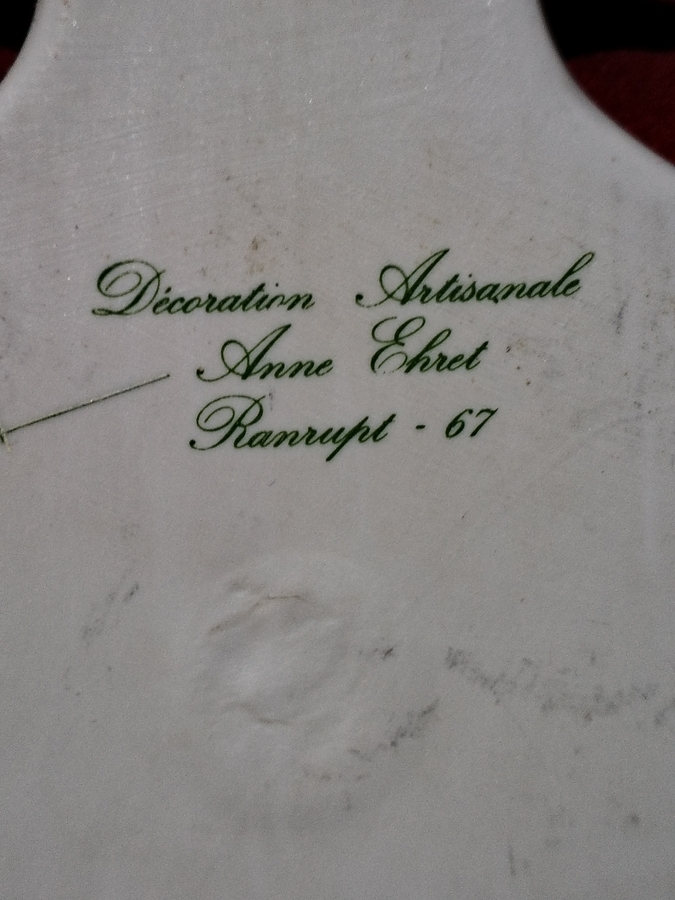 Décoration Artisanale
Anne Ehret
Ranrupt - 67